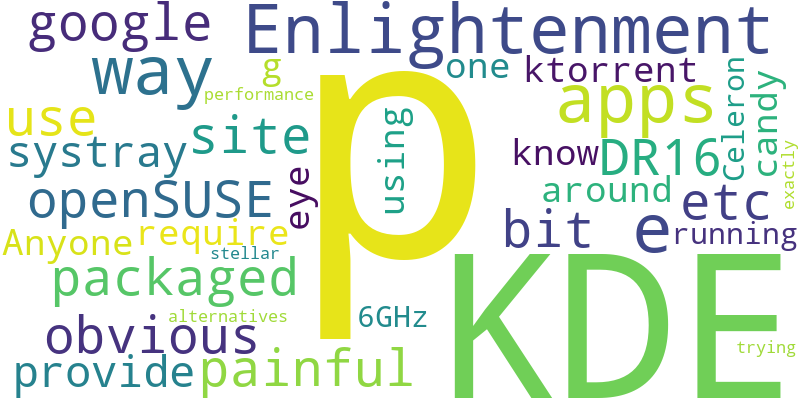 google
Enlightenment
way
g
one
ktorrent
performance
p
apps
Celeron
candy
use
site
using
systray
know
DR16
exactly
openSUSE
eye
around
etc
Anyone
require
bit
e
running
stellar
packaged
KDE
alternatives
6GHz
obvious
trying
provide
painful